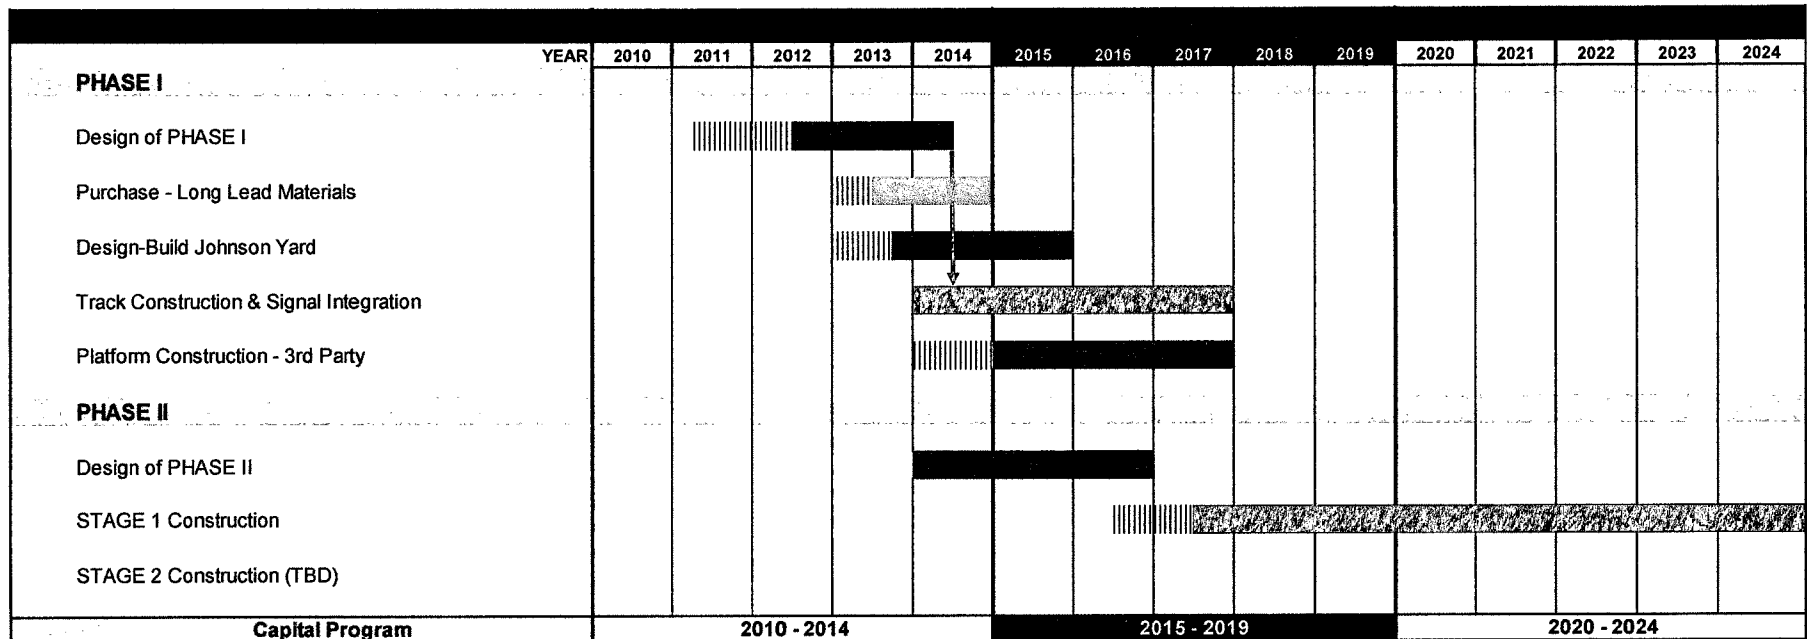 YEAR 2010 2011 2012 2013 2014 2015 2016 2017 2018 2019 2020 2021 2022 2023 2024
PHASE I
Design of PHASE I
Purchase - Long Lead Materials
Design-Build Johnson Yard
Track Construction & Signal Integration
Platform Construction - 3rd Party
PHASE II
Design of PHASE II
STAGE 1 Construction
STAGE 2 Construction (TBD)
Capital Program 2010 - 2014 2015 - 2019 2020 - 2024